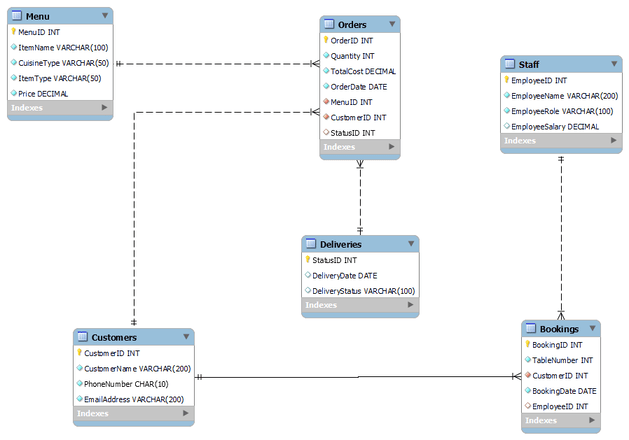 Menu
MenuID INT
ItemName VARCHAR(100)
CuisineType VARCHAR(50)
ItemType VARCHAR(50)
Price DECIMAL
Indexes
Orders
OrderID INT
Quantity INT
TotalCost DECIMAL
OrderDate DATE
MenuID INT
CustomerID INT
StatusID INT
Indexes
Staff
EmployeeID INT
EmployeeName VARCHAR(200)
EmployeeRole VARCHAR(100)
EmployeeSalary DECIMAL
Indexes
Deliveries
StatusID INT
DeliveryDate DATE
DeliveryStatus VARCHAR(100)
Indexes
Customers
CustomerID INT
CustomerName VARCHAR(200)
PhoneNumber CHAR(10)
EmailAddress VARCHAR(200)
Indexes
Bookings
BookingID INT
TableNumber INT
CustomerID INT
BookingDate DATE
EmployeeID INT
Indexes